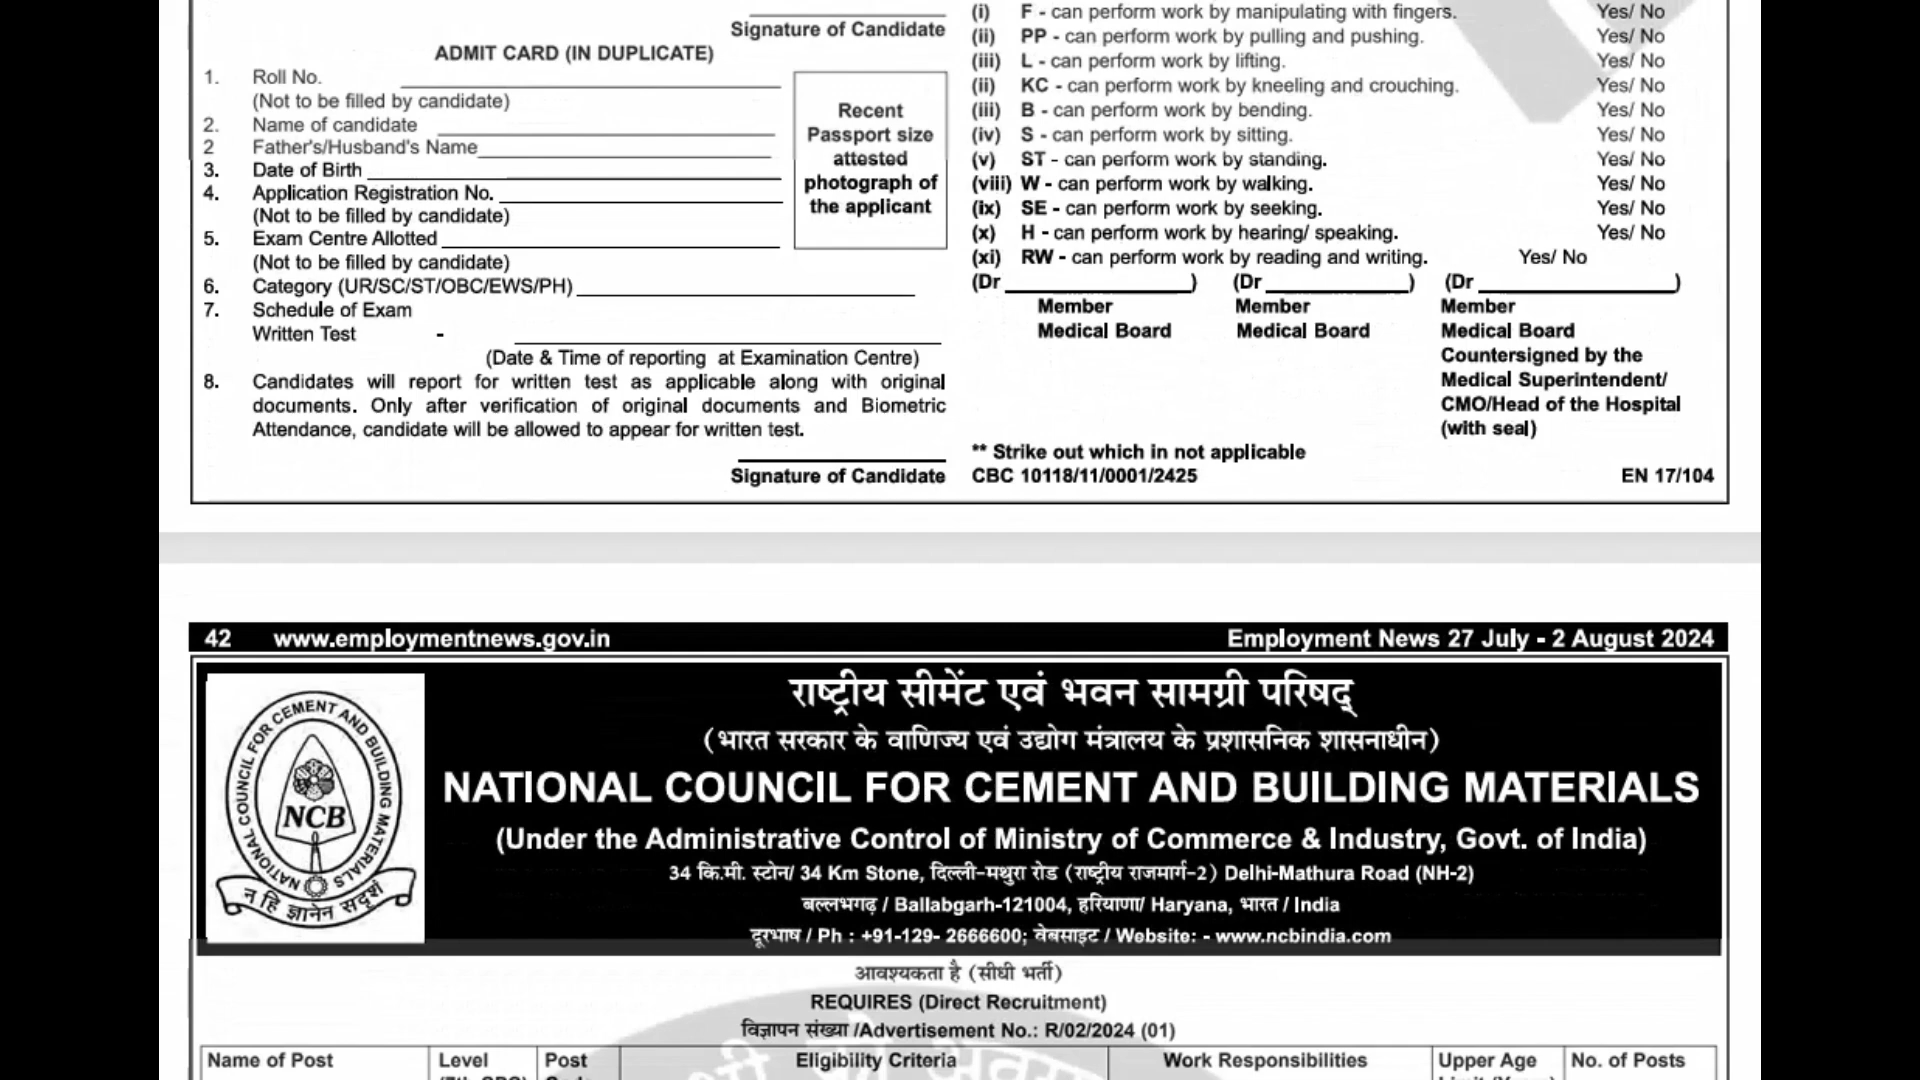 Signature of Candidate
ADMIT CARD (IN DUPLICATE)
1. Roll No.
(Not to be filled by candidate)
2. Name of candidate
2 Father's/Husband's Name
3. Date of Birth
4. Application Registration No.
(Not to be filled by candidate)
5. Exam Centre Allotted
(Not to be filled by candidate)
6. Category (UR/SC/ST/OBC/EWS/PH)
7. Schedule of Exam
Written Test -
(Date & Time of reporting at Examination Centre)
8. Candidates will report for written test as applicable along with original
documents. Only after verification of original documents and Biometric
Attendance, candidate will be allowed to appear for written test.
Signature of Candidate
Recent
Passport size
attested
photograph of
the applicant
(i) F - can perform work by manipulating with fingers. Yes/ No
(ii) PP - can perform work by pulling and pushing. Yes/ No
(iii) L - can perform work by lifting. Yes/ No
(ii) KC - can perform work by kneeling and crouching. Yes/ No
(iii) B - can perform work by bending. Yes/ No
(iv) S - can perform work by sitting. Yes/ No
(v) ST - can perform work by standing. Yes/ No
(viii) W - can perform work by walking. Yes/ No
(ix) SE - can perform work by seeking. Yes/ No
(x) H - can perform work by hearing/ speaking. Yes/ No
(xi) RW - can perform work by reading and writing. Yes/ No
(Dr ) (Dr ) (Dr )
Member Member Member
Medical Board Medical Board Medical Board
Countersigned by the
Medical Superintendent/
CMO/Head of the Hospital
(with seal)
** Strike out which in not applicable
CBC 10118/11/0001/2425 EN 17/104
42 www.employmentnews.gov.in Employment News 27 July - 2 August 2024
NATIONAL COUNCIL FOR CEMENT AND BUILDING MATERIALS
NCB
न हि ज्ञानेन सदृशं
राष्ट्रीय सीमेंट एवं भवन सामग्री परिषद्
(भारत सरकार के वाणिज्य एवं उद्योग मंत्रालय के प्रशासनिक शासनाधीन)
NATIONAL COUNCIL FOR CEMENT AND BUILDING MATERIALS
(Under the Administrative Control of Ministry of Commerce & Industry, Govt. of India)
34 कि.मी. स्टोन/ 34 Km Stone, दिल्ली-मथुरा रोड (राष्ट्रीय राजमार्ग-2) Delhi-Mathura Road (NH-2)
बल्लभगढ़ / Ballabgarh-121004, हरियाणा/ Haryana, भारत / India
दूरभाष / Ph : +91-129- 2666600; वेबसाइट / Website: - www.ncbindia.com
आवश्यकता है (सीधी भर्ती)
REQUIRES (Direct Recruitment)
विज्ञापन संख्या /Advertisement No.: R/02/2024 (01)
Name of Post Level Post Eligibility Criteria Work Responsibilities Upper Age No. of Posts